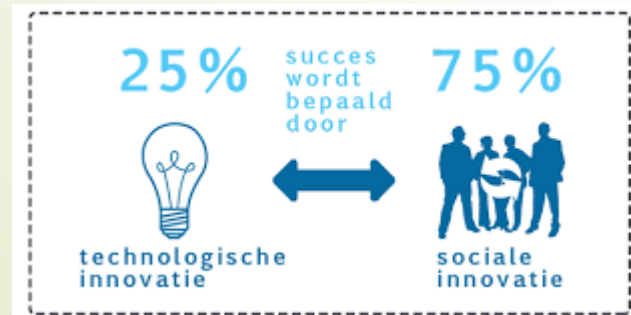 25%
succes
wordt
bepaald
door
75%
technologische
innovatie
sociale
innovatie